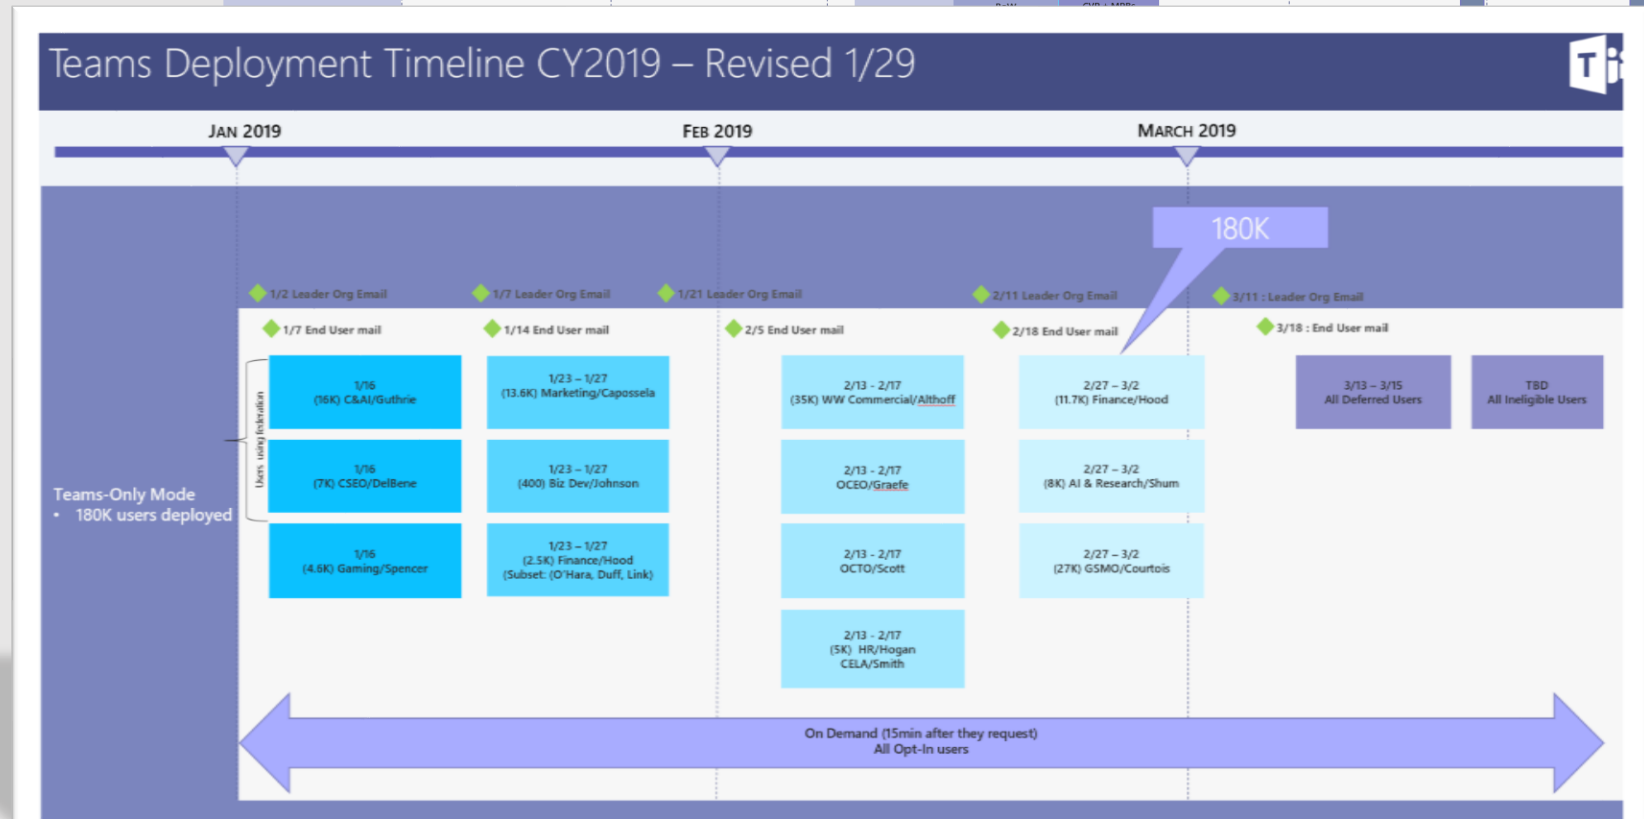 Teams Deployment Timeline CY2019 – Revised 1/29
T
JAN 2019
FEB 2019
MARCH 2019
180K
1/2 Leader Org Email
1/7 Leader Org Email
1/21 Leader Org Email
2/11 Leader Org Email
3/11 : Leader Org Email
1/7 End User mail
1/14 End User mail
2/5 End User mail
2/18 End User mail
3/18 : End User mail
Users using federation
1/16
(16K) C&AI/Guthrie
1/23 – 1/27
(13.6K) Marketing/Capossela
2/13 - 2/17
(35K) WW Commercial/Althoff
2/27 – 3/2
(11.7K) Finance/Hood
3/13 – 3/15
All Deferred Users
TBD
All Ineligible Users
1/16
(7K) CSEO/DelBene
1/23 – 1/27
(400) Biz Dev/Johnson
2/13 - 2/17
OCEO/Graefe
2/27 – 3/2
(8K) AI & Research/Shum
Teams-Only Mode
• 180K users deployed
1/16
(4.6K) Gaming/Spencer
1/23 – 1/27
(2.5K) Finance/Hood
(Subset: (O'Hara, Duff, Link)
2/13 - 2/17
OCTO/Scott
2/27 – 3/2
(27K) GSMO/Courtois
2/13 - 2/17
(5K) HR/Hogan
CELA/Smith
On Demand (15min after they request)
All Opt-In users